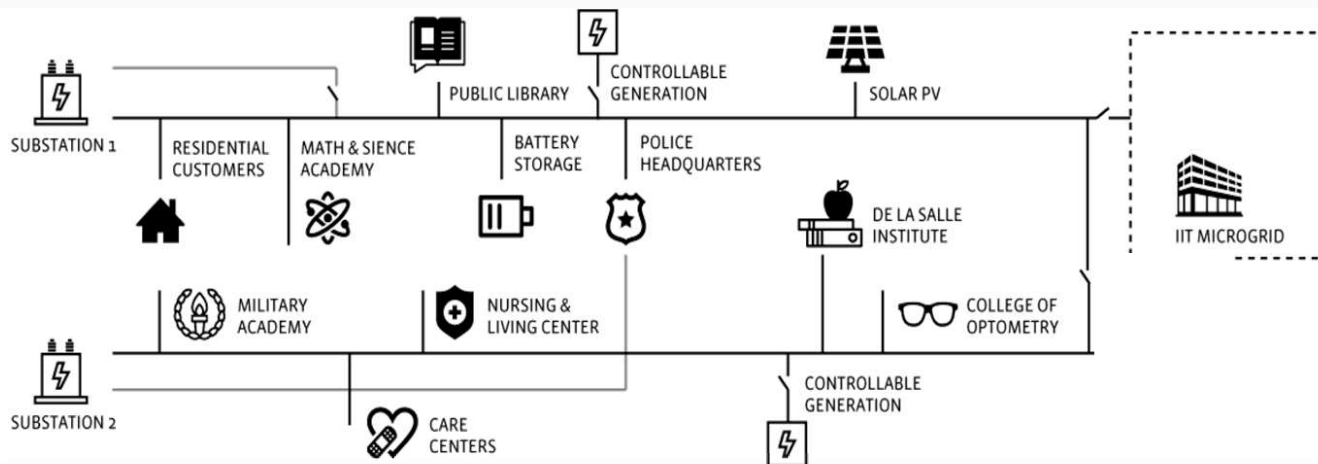 PUBLIC LIBRARY
CONTROLLABLE
GENERATION
SOLAR PV
SUBSTATION 1
RESIDENTIAL
CUSTOMERS
MATH & SIENCE
ACADEMY
BATTERY
STORAGE
POLICE
HEADQUARTERS
DE LA SALLE
INSTITUTE
IIT MICROGRID
MILITARY
ACADEMY
NURSING &
LIVING CENTER
COLLEGE OF
OPTOMETRY
SUBSTATION 2
CARE
CENTERS
CONTROLLABLE
GENERATION